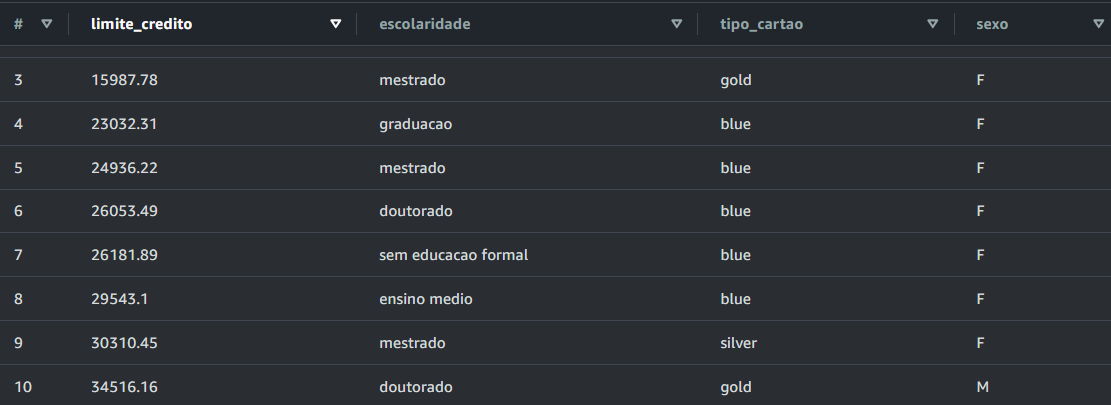 # limite_credito escolaridade tipo_cartao sexo
3 15987.78 mestrado gold F
4 23032.31 graduacao blue F
5 24936.22 mestrado blue F
6 26053.49 doutorado blue F
7 26181.89 sem educacao formal blue F
8 29543.1 ensino medio blue F
9 30310.45 mestrado silver F
10 34516.16 doutorado gold M